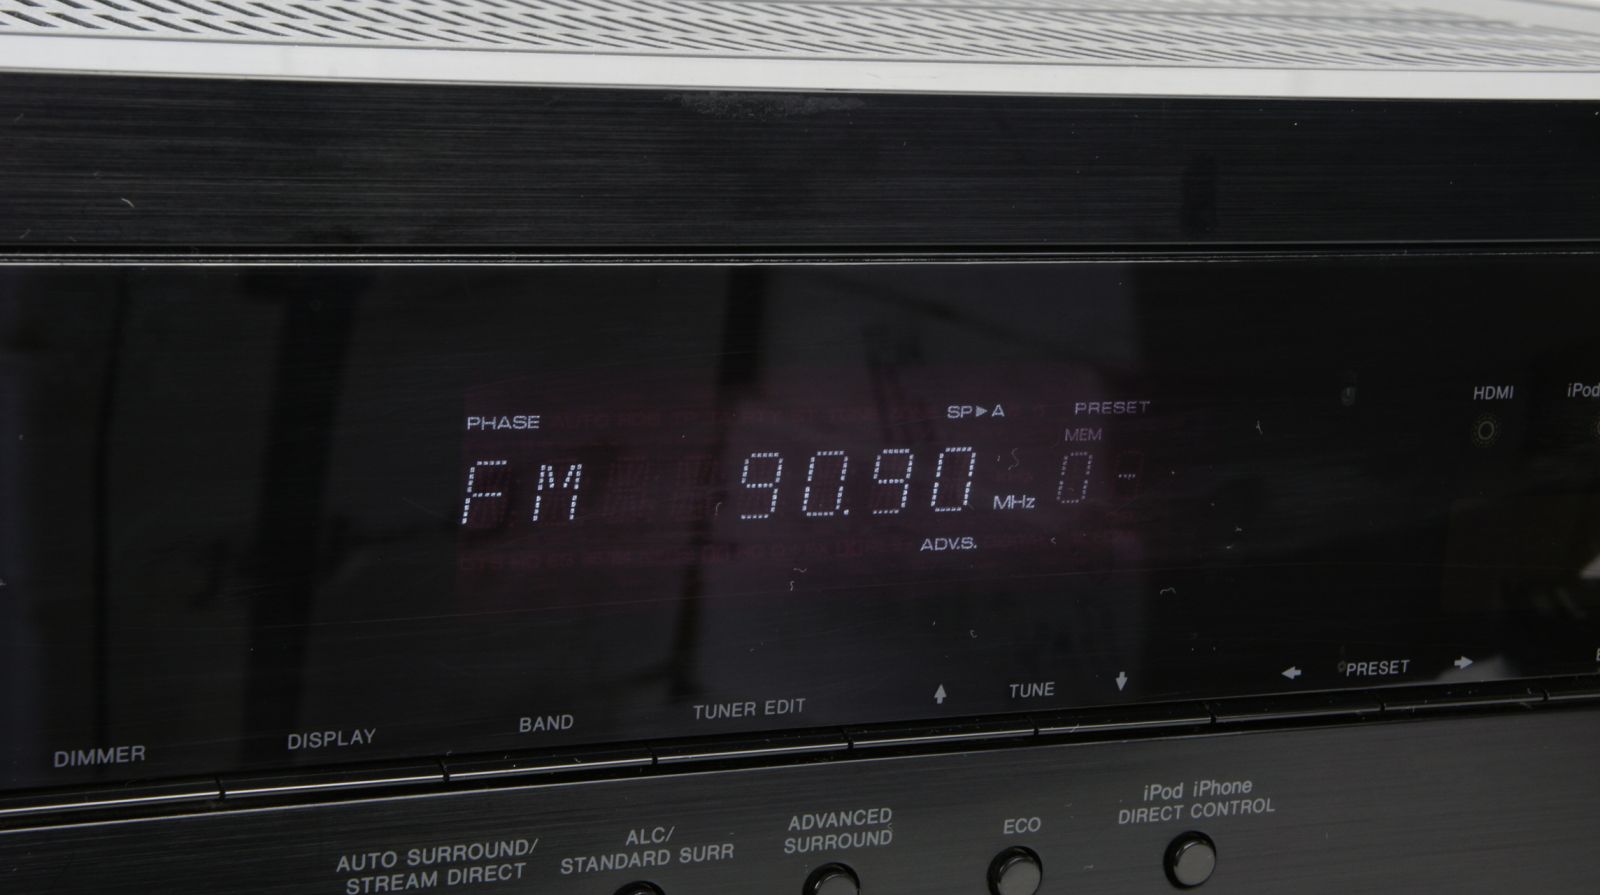 PHASE
SP►A
PRESET
MEM
FM 90.90 MHz 0 -
ADV.S.
HDMI
iPod
DIMMER
DISPLAY
BAND
TUNER EDIT
↑ TUNE ↓
← PRESET →
AUTO SURROUND/
STREAM DIRECT
ALC/
STANDARD SURR
ADVANCED
SURROUND
ECO
iPod iPhone
DIRECT CONTROL